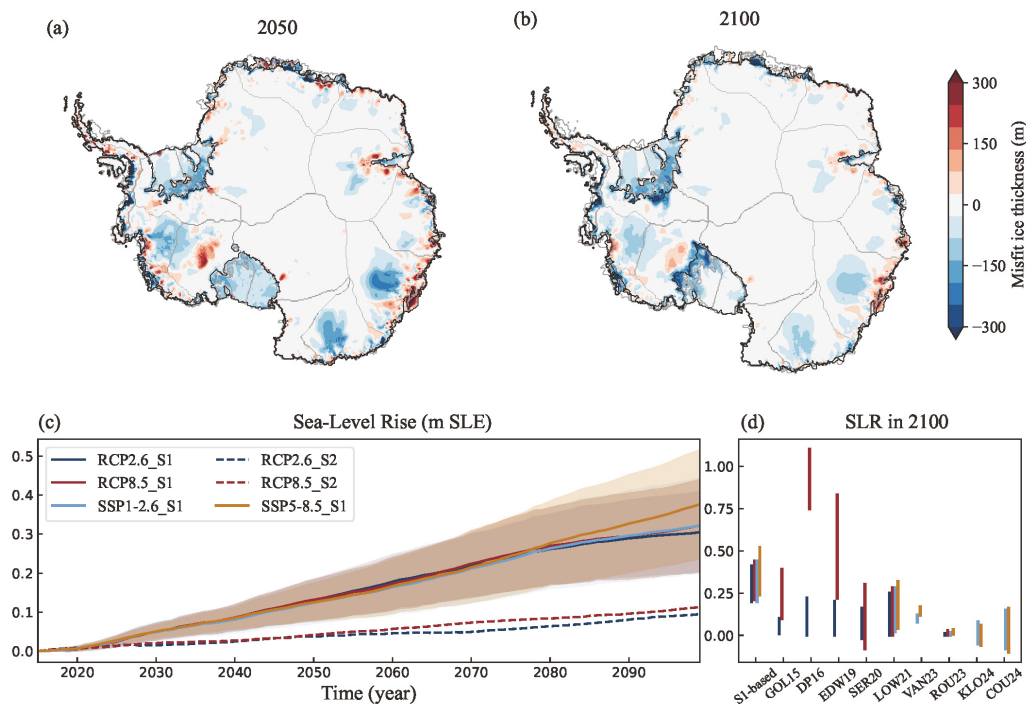 (a)
2050
(b)
2100
300
150
0
−150
−300
Misfit ice thickness (m)
(c)
Sea-Level Rise (m SLE)
0.5
0.4
0.3
0.2
0.1
0.0
RCP2.6_S1
RCP8.5_S1
SSP1-2.6_S1
RCP2.6_S2
RCP8.5_S2
SSP5-8.5_S1
2020
2030
2040
2050
2060
2070
2080
2090
Time (year)
(d)
SLR in 2100
1.00
0.75
0.50
0.25
0.00
S1-based
GOL15
DP16
EDW19
SER20
LOW21
VAN23
ROU23
KLO24
COU24